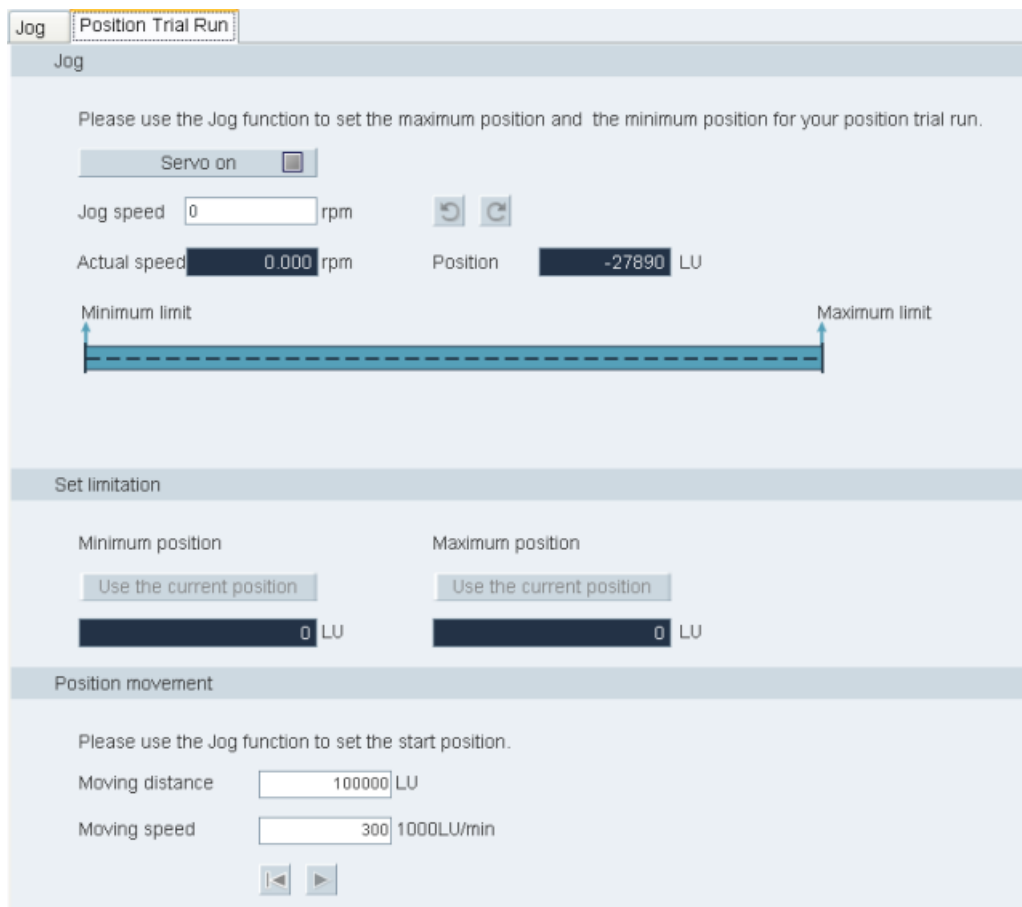 Jog Position Trial Run
Jog
Please use the Jog function to set the maximum position and the minimum position for your position trial run.
Servo on
Jog speed 0 rpm
Actual speed 0.000 rpm Position -27890 LU
Minimum limit Maximum limit
Set limitation
Minimum position Maximum position
Use the current position Use the current position
0 LU 0 LU
Position movement
Please use the Jog function to set the start position.
Moving distance 100000 LU
Moving speed 300 1000LU/min